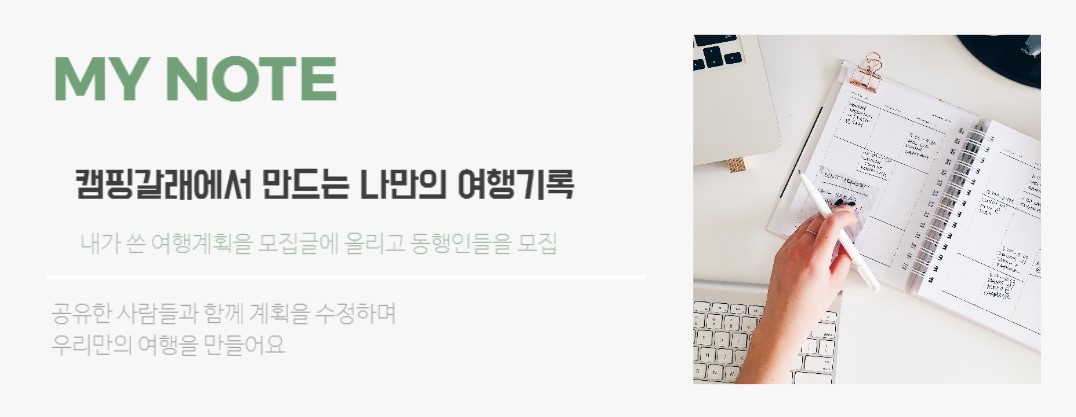 MY NOTE
캠핑갈래에서 만드는 나만의 여행기록
내가 쓴 여행계획을 모집글에 올리고 동행인들을 모집
공유한 사람들과 함께 계획을 수정하며
우리만의 여행을 만들어요